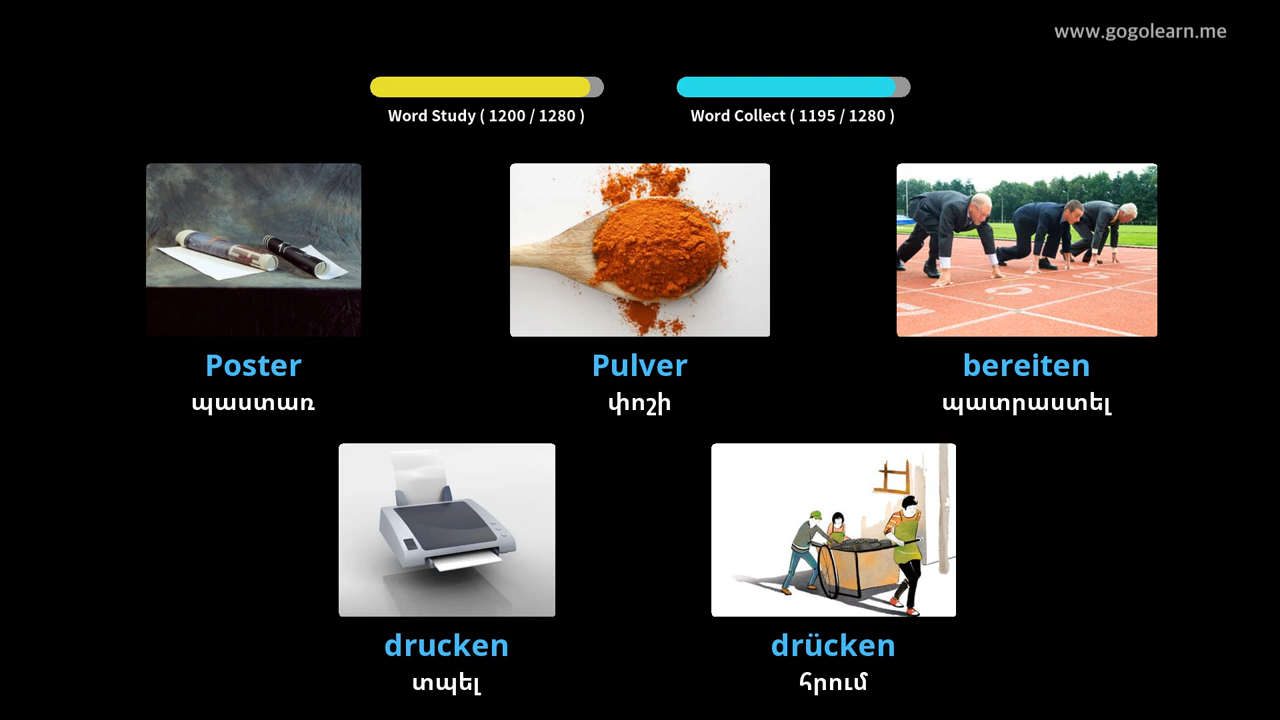 www.gogolearn.me
Word Study ( 1200 / 1280 )
Word Collect ( 1195 / 1280 )
Poster
պաստառ
Pulver
փոշի
bereiten
պատրաստել
drucken
տպել
drücken
հրում